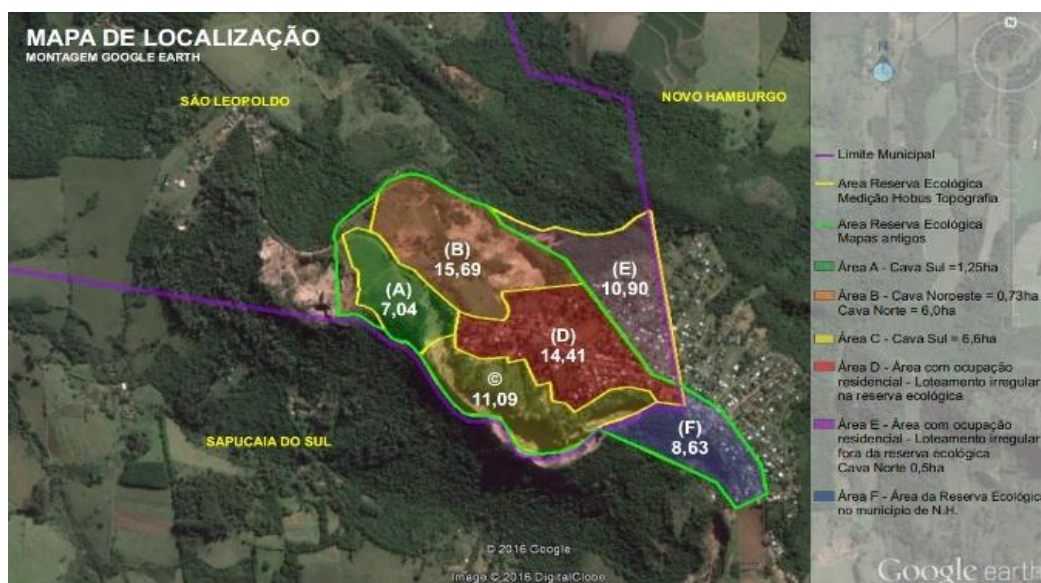 MAPA DE LOCALIZAÇÃO
MONTAGEM GOOGLE EARTH
SÃO LEOPOLDO
NOVO HAMBURGO
SAPUCAIA DO SUL
(A)
7,04
(B)
15,69
©
11,09
(D)
14,41
(E)
10,90
(F)
8,63
N
N
Limite Municipal
Area Reserva Ecológica
Medição Hobus Topografia
Area Reserva Ecológica
Mapas antigos
Área A - Cava Sul =1,25ha
Área B - Cava Noroeste = 0,73ha
Cava Norte = 6,0ha
Área C - Cava Sul = 6,6ha
Área D - Área com ocupação
residencial - Loteamento irregular
na reserva ecológica
Área E - Área com ocupação
residencial - Loteamento irregular
fora da reserva ecológica
Cava Norte 0,5ha
Área F - Área da Reserva Ecológica
no município de N.H.
© 2016 Google
Image © 2016 DigitalGlobe
Google earth